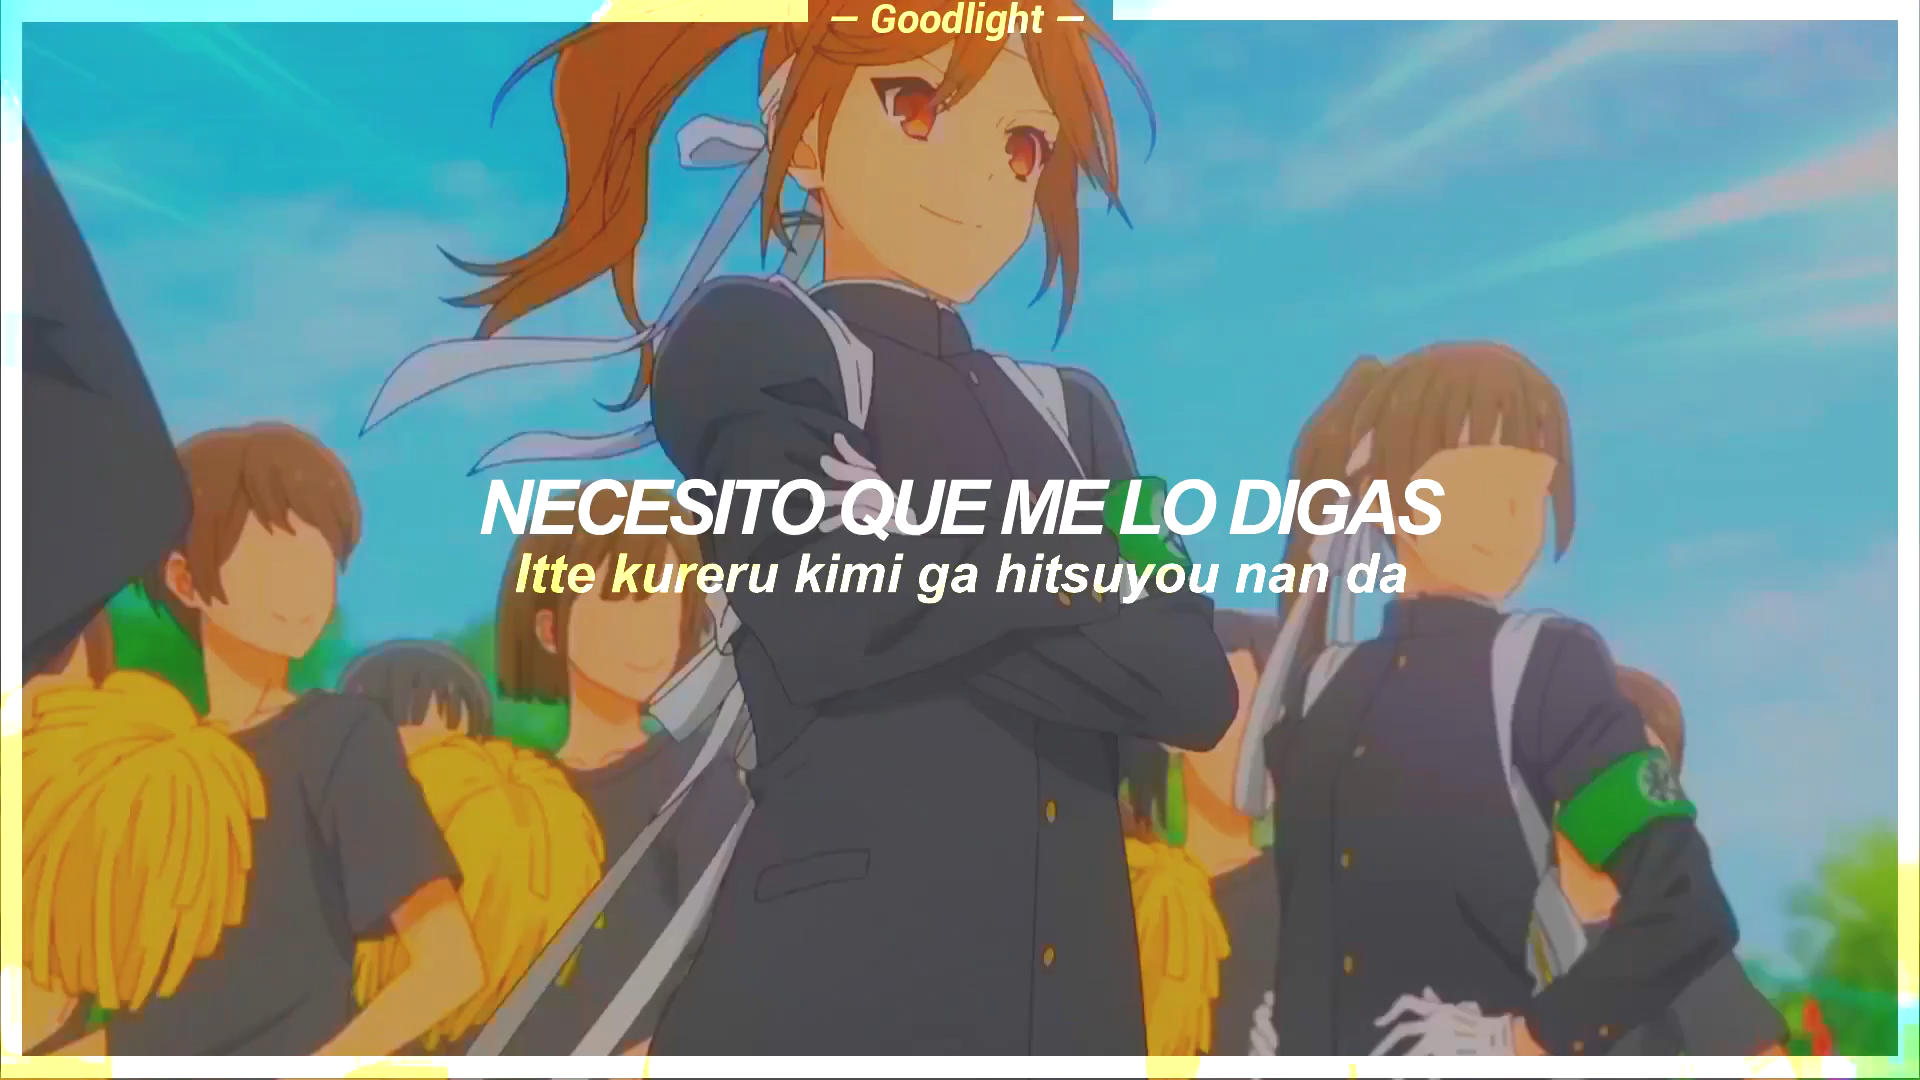 — Goodlight —
NECESITO QUE ME LO DIGAS
Itte kureru kimi ga hitsuyou nan da